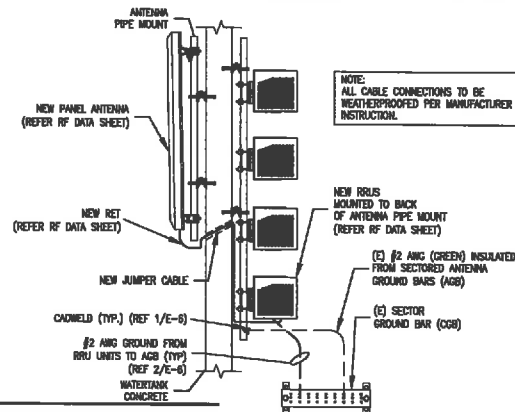 ANTENNA
PIPE MOUNT
NOTE:
ALL CABLE CONNECTIONS TO BE
WEATHERPROOFED PER MANUFACTURER
INSTRUCTION.
NEW PANEL ANTENNA
(REFER RF DATA SHEET)
NEW RRUS
MOUNTED TO BACK
OF ANTENNA PIPE MOUNT
(REFER RF DATA SHEET)
NEW RET
(REFER RF DATA SHEET)
(E) #2 AWG (GREEN) INSULATED
FROM SECTORED ANTENNA
GROUND BARS (AGB)
NEW JUMPER CABLE
CADWELD (TYP.) (REF 1/E-6)
(E) SECTOR
GROUND BAR (CGB)
#2 AWG GROUND FROM
RRU UNITS TO AGB (TYP)
(REF 2/E-6)
WATERTANK
CONCRETE